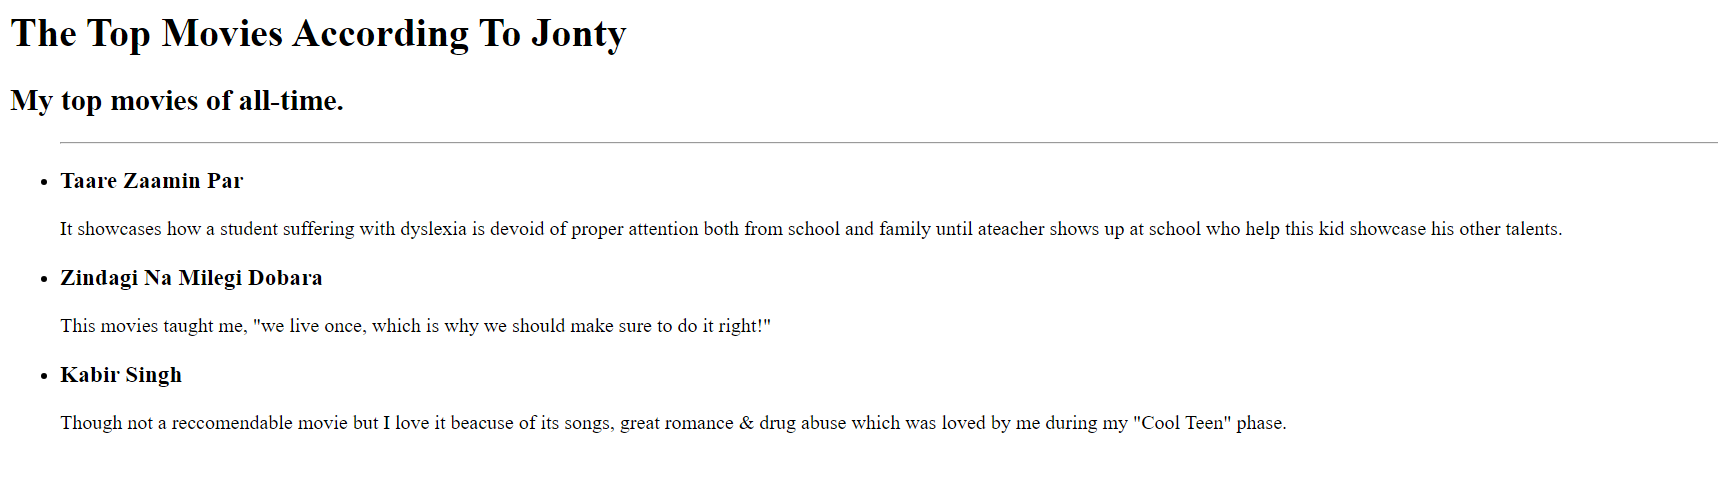 The Top Movies According To Jonty
My top movies of all-time.
Taare Zaamin Par
It showcases how a student suffering with dyslexia is devoid of proper attention both from school and family until ateacher shows up at school who help this kid showcase his other talents.
Zindagi Na Milegi Dobara
This movies taught me, "we live once, which is why we should make sure to do it right!"
Kabir Singh
Though not a reccomendable movie but I love it beacuse of its songs, great romance & drug abuse which was loved by me during my "Cool Teen" phase.